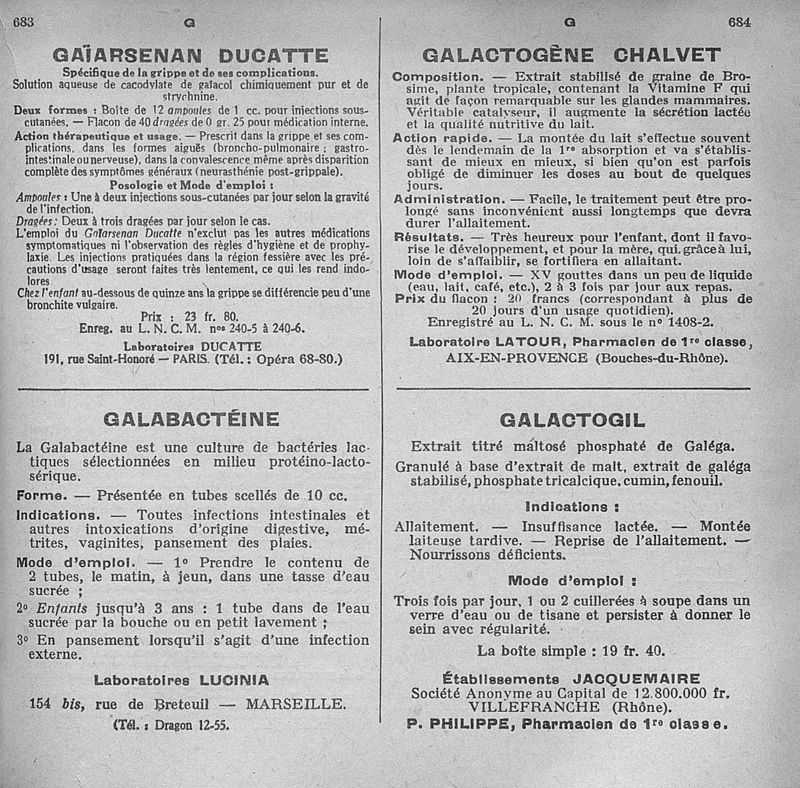 683
G
GAÏARSENAN DUCATTE
Spécifique de la grippe et de ses complications.
Solution aqueuse de cacodylate de gaïacol chimiquement pur et de
strychnine.
Deux formes : Boîte de 12 ampoules de 1 cc. pour injections sous-
cutanées. — Flacon de 40 dragées de 0 gr. 25 pour médication interne.
Action thérapeutique et usage. — Prescrit dans la grippe et ses com-
plications, dans les formes aiguës (broncho-pulmonaire ; gastro-
intestinale ou nerveuse), dans la convalescence même après disparition
complète des symptômes généraux (neurasthénie post-grippale).
Posologie et Mode d'emploi :
Ampoules : Une à deux injections sous-cutanées par jour selon la gravité
de l'infection.
Dragées : Deux à trois dragées par jour selon le cas.
L'emploi du Gaïarsenan Ducatte n'exclut pas les autres médications
symptomatiques ni l'observation des règles d'hygiène et de prophy-
laxie. Les injections pratiquées dans la région fessière avec les pré-
cautions d'usage seront faites très lentement, ce qui les rend indo-
lores.
Chez l'enfant au-dessous de quinze ans la grippe se différencie peu d'une
bronchite vulgaire.
Prix : 23 fr. 80.
Enreg. au L. N. C. M. nos 240-5 à 240-6.
Laboratoires DUCATTE
191, rue Saint-Honoré — PARIS. (Tél. : Opéra 68-80.)
GALABACTÉINE
La Galabactéine est une culture de bactéries lac-
tiques sélectionnées en milieu protéino-lacto-
sérique.
Forme. — Présentée en tubes scellés de 10 cc.
Indications. — Toutes infections intestinales et
autres intoxications d'origine digestive, mé-
trites, vaginites, pansement des plaies.
Mode d'emploi. — 1o Prendre le contenu de
2 tubes, le matin, à jeun, dans une tasse d'eau
sucrée ;
2o Enfants jusqu'à 3 ans : 1 tube dans de l'eau
sucrée par la bouche ou en petit lavement ;
3o En pansement lorsqu'il s'agit d'une infection
externe.
Laboratoires LUCINIA
154 bis, rue de Breteuil — MARSEILLE.
(Tél. : Dragon 12-55.
G
684
GALACTOGÈNE CHALVET
Composition. — Extrait stabilisé de graine de Bro-
sime, plante tropicale, contenant la Vitamine F qui
agit de façon remarquable sur les glandes mammaires.
Véritable catalyseur, il augmente la sécrétion lactée
et la qualité nutritive du lait.
Action rapide. — La montée du lait s'effectue souvent
dès le lendemain de la 1re absorption et va s'établis-
sant de mieux en mieux, si bien qu'on est parfois
obligé de diminuer les doses au bout de quelques
jours.
Administration. — Facile, le traitement peut être pro-
longé sans inconvénient aussi longtemps que devra
durer l'allaitement.
Résultats. — Très heureux pour l'enfant, dont il favo-
rise le développement, et pour la mère, qui, grâce à lui,
loin de s'affaiblir, se fortifiera en allaitant.
Mode d'emploi. — XV gouttes dans un peu de liquide
(eau, lait, café, etc.), 2 à 3 fois par jour aux repas.
Prix du flacon : 20 francs (correspondant à plus de
20 jours d'un usage quotidien).
Enregistré au L. N. C. M. sous le no 1408-2.
Laboratoire LATOUR, Pharmacien de 1re classe,
AIX-EN-PROVENCE (Bouches-du-Rhône).
GALACTOGIL
Extrait titré maltosé phosphaté de Galéga.
Granulé à base d'extrait de malt, extrait de galéga
stabilisé, phosphate tricalcique, cumin, fenouil.
Indications :
Allaitement. — Insuffisance lactée. — Montée
laiteuse tardive. — Reprise de l'allaitement. —
Nourrissons déficients.
Mode d'emploi :
Trois fois par jour, 1 ou 2 cuillerées à soupe dans un
verre d'eau ou de tisane et persister à donner le
sein avec régularité.
La boîte simple : 19 fr. 40.
Établissements JACQUEMAIRE
Société Anonyme au Capital de 12.800.000 fr.
VILLEFRANCHE (Rhône).
P. PHILIPPE, Pharmacien de 1re classe.